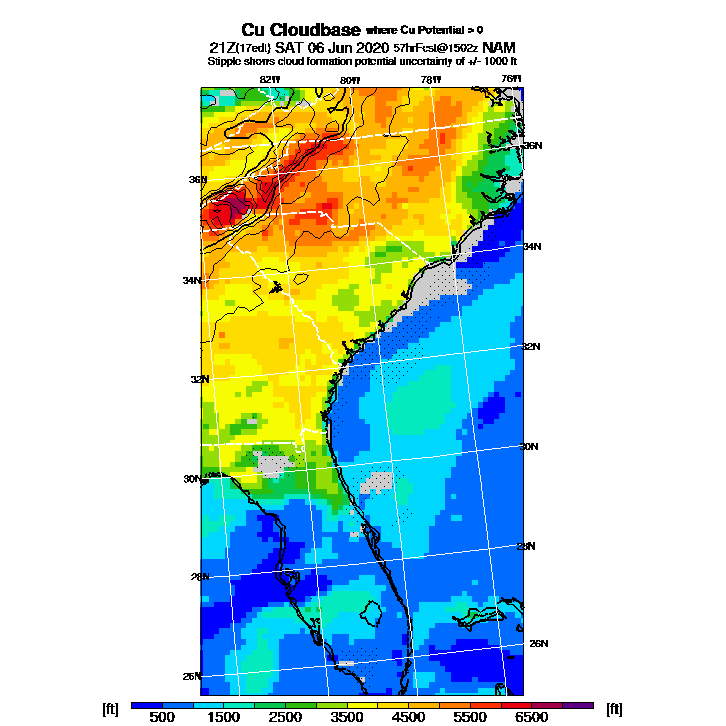 Cu Cloudbase where Cu Potential > 0
21Z(17edt) SAT 06 Jun 2020 57hrFcst@1502z NAM
Stipple shows cloud formation potential uncertainty of +/- 1000 ft
82W 80W 78W 76W
36N
36N
34N
34N
32N
32N
30N
30N
28N
28N
26N
26N
[ft] 500 1500 2500 3500 4500 5500 6500 [ft]